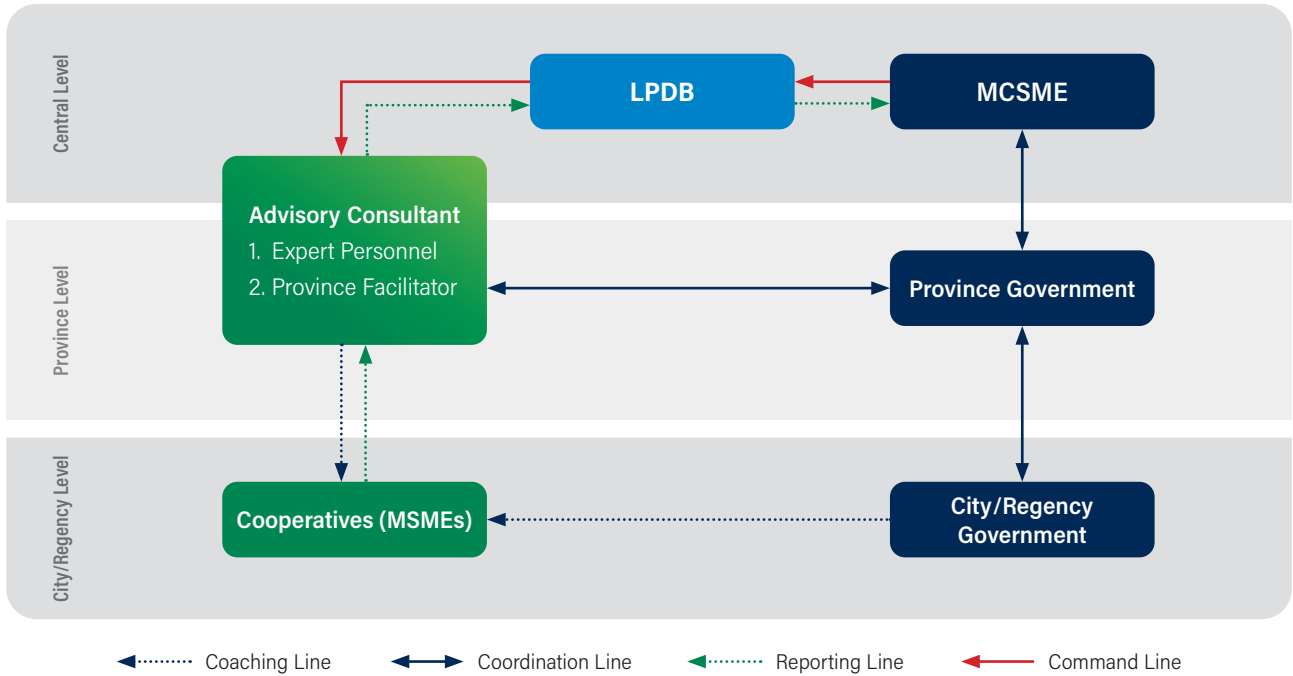 Central Level
LPDB
MCSME
Advisory Consultant
1. Expert Personnel
2. Province Facilitator
Province Level
Province Government
City/Regency Level
Cooperatives (MSMEs)
City/Regency
Government
Coaching Line
Coordination Line
Reporting Line
Command Line